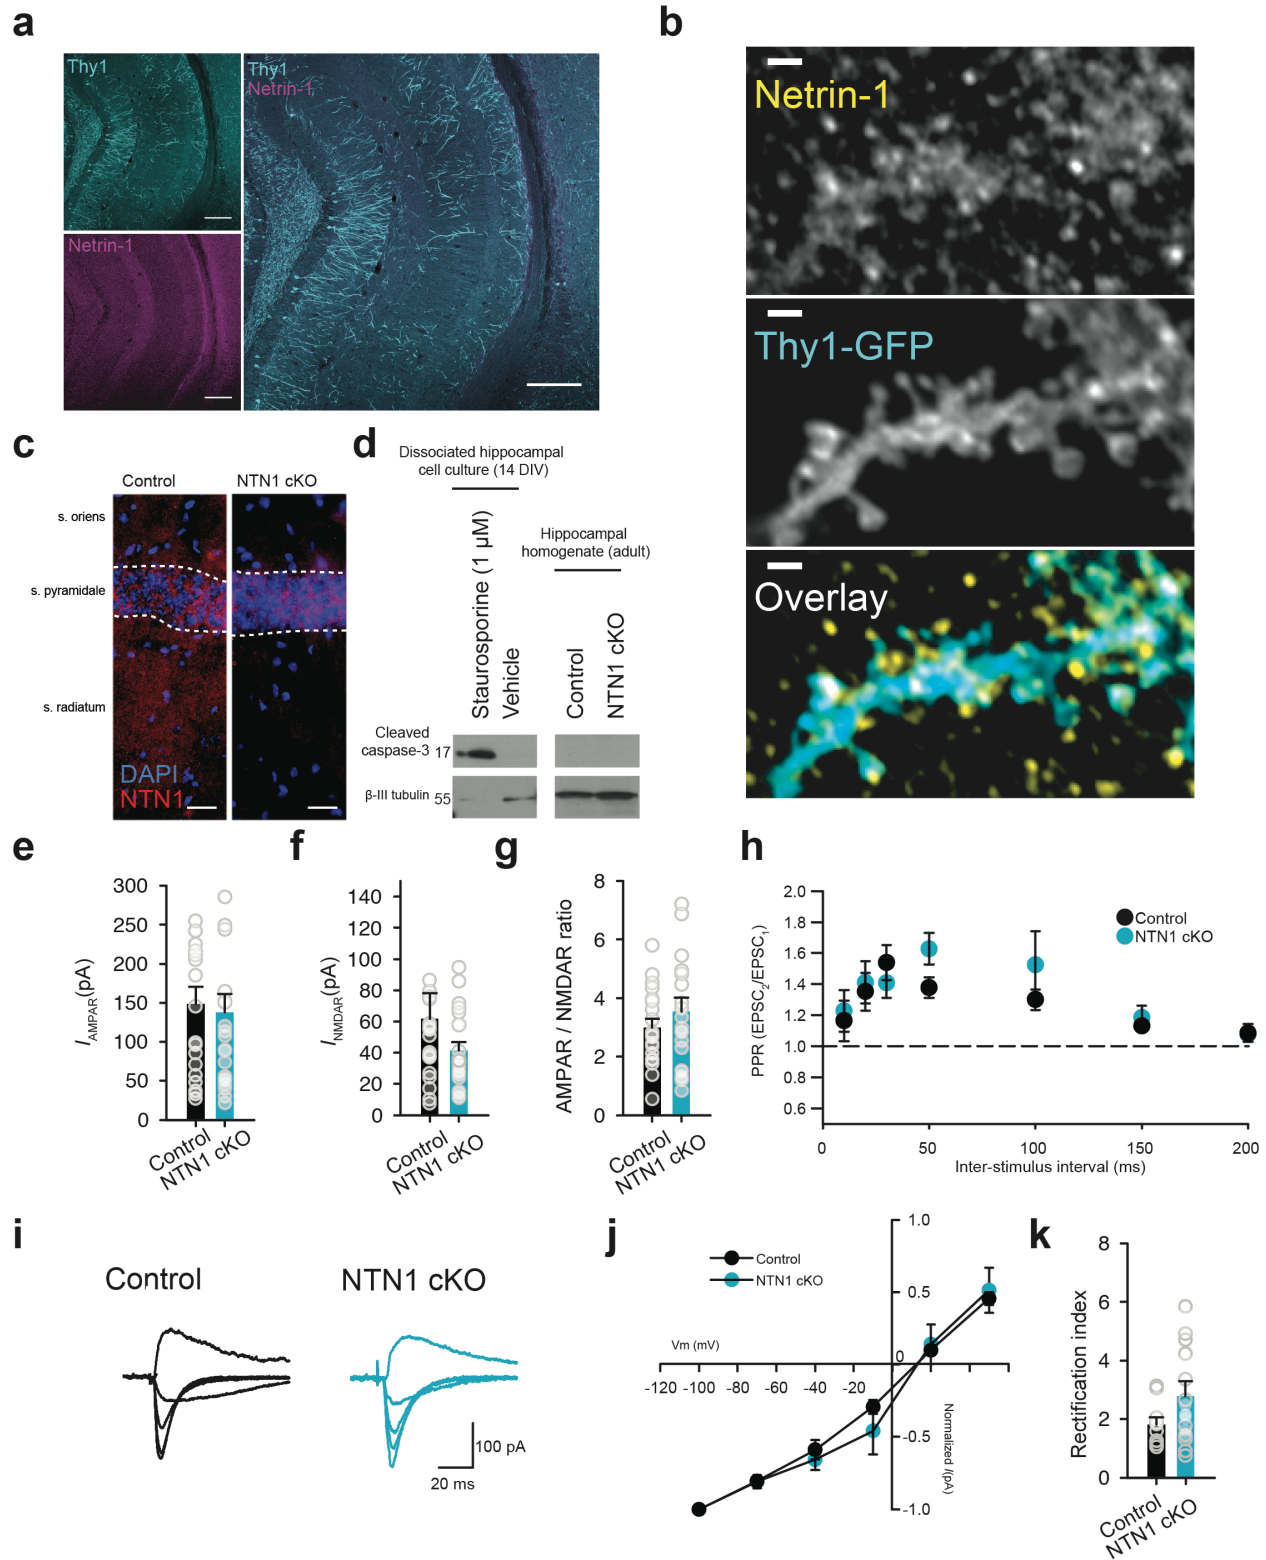 a
Thy1
Netrin-1
Thy1
Netrin-1
b
Netrin-1
Thy1-GFP
Overlay
c
Control
NTN1 cKO
s. oriens
s. pyramidale
s. radiatum
DAPI
NTN1
d
Dissociated hippocampal
cell culture (14 DIV)
Hippocampal
homogenate (adult)
Staurosporine (1 µM)
Vehicle
Control
NTN1 cKO
Cleaved
caspase-3
17
β-III tubulin
55
e
I AMPAR(pA)
300
250
200
150
100
50
0
Control
NTN1 cKO
f
I NMDAR(pA)
140
120
100
80
60
40
20
0
Control
NTN1 cKO
g
AMPAR / NMDAR ratio
8
6
4
2
0
Control
NTN1 cKO
h
PPR (EPSC2/EPSC1)
2.0
1.8
1.6
1.4
1.2
1.0
0.8
0.6
Control
NTN1 cKO
0
50
100
150
200
Inter-stimulus interval (ms)
i
Control
NTN1 cKO
100 pA
20 ms
j
Control
NTN1 cKO
Vm (mV)
-120 -100 -80 -60 -40 -20
1.0
0.5
0
-0.5
-1.0
Normalized I(pA)
k
Rectification index
8
6
4
2
0
Control
NTN1 cKO